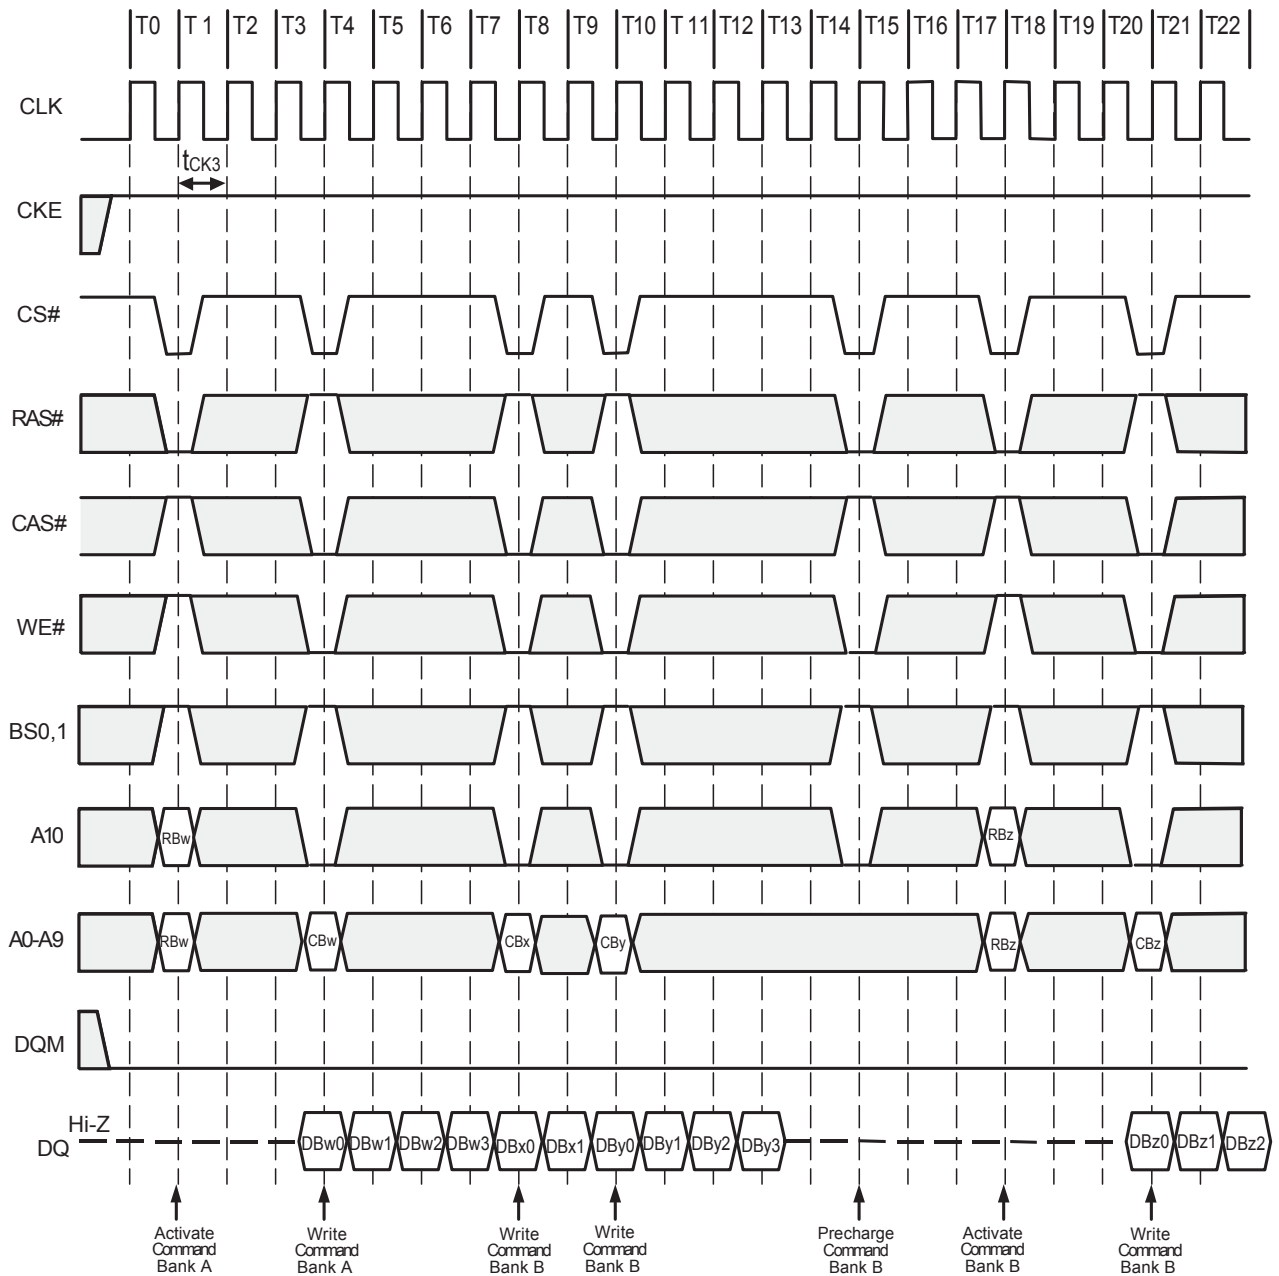 T0 T 1 T2 T3 T4 T5 T6 T7 T8 T9 T10 T 11 T12 T13 T14 T15 T16 T17 T18 T19 T20 T21 T22
CLK
tCK3
CKE
CS#
RAS#
CAS#
WE#
BS0,1
A10 RBw RBz
A0-A9 RBw CBw CBx CBy RBz CBz
DQM
Hi-Z
DQ DBw0 DBw1 DBw2 DBw3 DBx0 DBx1 DBy0 DBy1 DBy2 DBy3 DBz0 DBz1 DBz2
Activate
Command
Bank A
Write
Command
Bank A
Write
Command
Bank B
Write
Command
Bank B
Precharge
Command
Bank B
Activate
Command
Bank B
Write
Command
Bank B